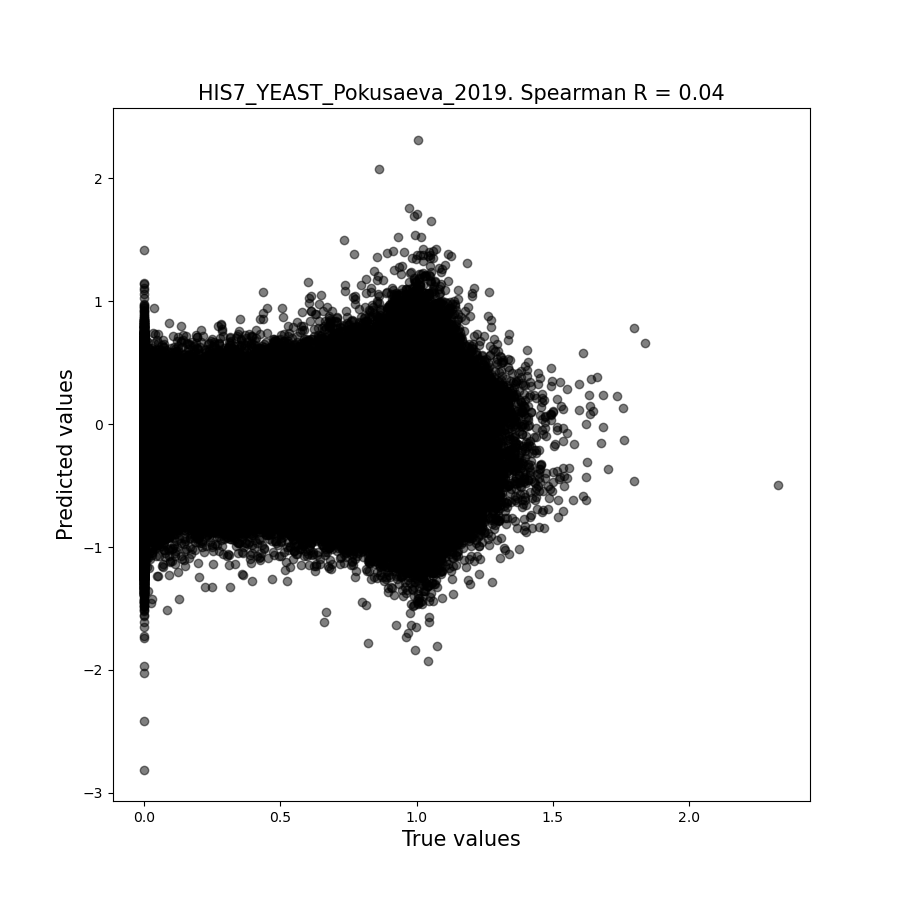 HIS7_YEAST_Pokusaeva_2019. Spearman R = 0.04
Predicted values
2
1
0
−1
−2
−3
0.0 0.5 1.0 1.5 2.0
True values